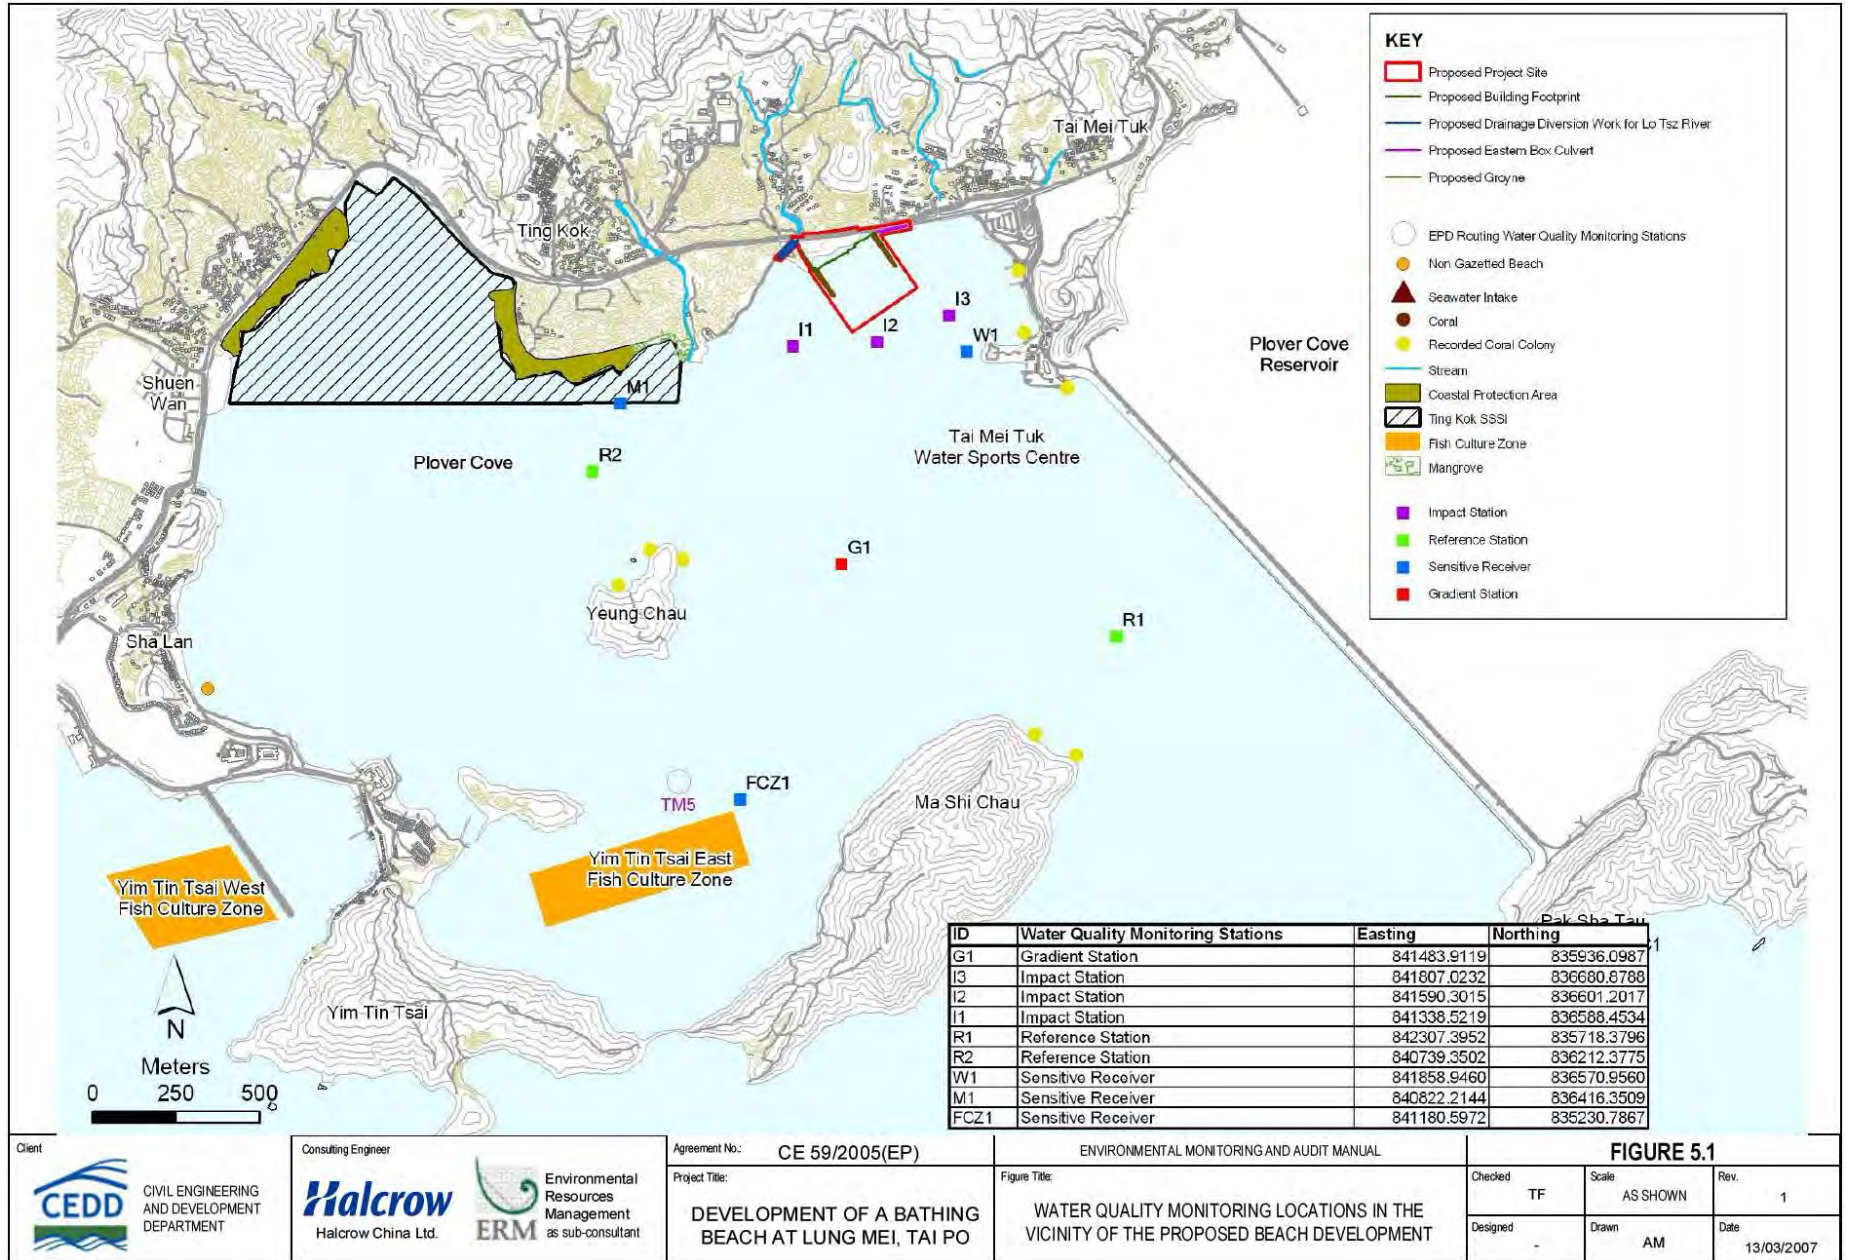 KEY
Proposed Project Site
Proposed Building Footprint
Proposed Drainage Diversion Work for Lo Tsz River
Proposed Eastern Box Culvert
Proposed Groyne
EPD Routing Water Quality Monitoring Stations
Non Gazetted Beach
Seawater Intake
Coral
Recorded Coral Colony
Stream
Coastal Protection Area
Ting Kok SSSI
Fish Culture Zone
Mangrove
Impact Station
Reference Station
Sensitive Receiver
Gradient Station
Tai Mei Tuk
Ting Kok
I3
I1
I2
W1
Plover Cove
Reservoir
Shuen
Wan
M1
Tai Mei Tuk
Water Sports Centre
Plover Cove
R2
G1
Yeung Chau
R1
Sha Lan
TM5
FCZ1
Ma Shi Chau
Yim Tin Tsai East
Fish Culture Zone
Yim Tin Tsai West
Fish Culture Zone
Pak Sha Tau
Yim Tin Tsai
N
Meters
0 250 500
ID Water Quality Monitoring Stations Easting Northing
G1 Gradient Station 841483.9119 835936.0987
I3 Impact Station 841807.0232 836680.8788
I2 Impact Station 841590.3015 836601.2017
I1 Impact Station 841338.5219 836588.4534
R1 Reference Station 842307.3952 835718.3796
R2 Reference Station 840739.3502 836212.3775
W1 Sensitive Receiver 841858.9460 836570.9560
M1 Sensitive Receiver 840822.2144 836416.3509
FCZ1 Sensitive Receiver 841180.5972 835230.7867
Client
CEDD
CIVIL ENGINEERING
AND DEVELOPMENT
DEPARTMENT
Consulting Engineer
Halcrow
Halcrow China Ltd.
ERM
Environmental
Resources
Management
as sub-consultant
Agreement No.: CE 59/2005(EP)
Project Title:
DEVELOPMENT OF A BATHING
BEACH AT LUNG MEI, TAI PO
ENVIRONMENTAL MONITORING AND AUDIT MANUAL
Figure Title:
WATER QUALITY MONITORING LOCATIONS IN THE
VICINITY OF THE PROPOSED BEACH DEVELOPMENT
FIGURE 5.1
Checked
TF
Scale
AS SHOWN
Rev.
1
Designed
-
Drawn
AM
Date
13/03/2007